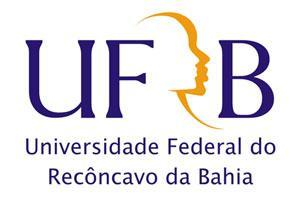 UFRB
Universidade Federal do
Recôncavo da Bahia